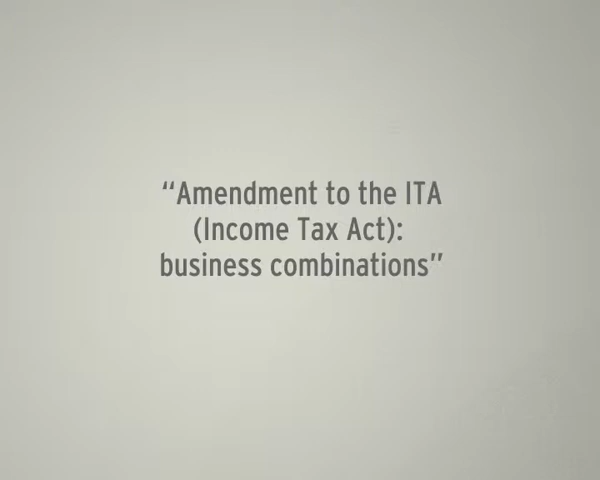 “Amendment to the ITA
(Income Tax Act):
business combinations”